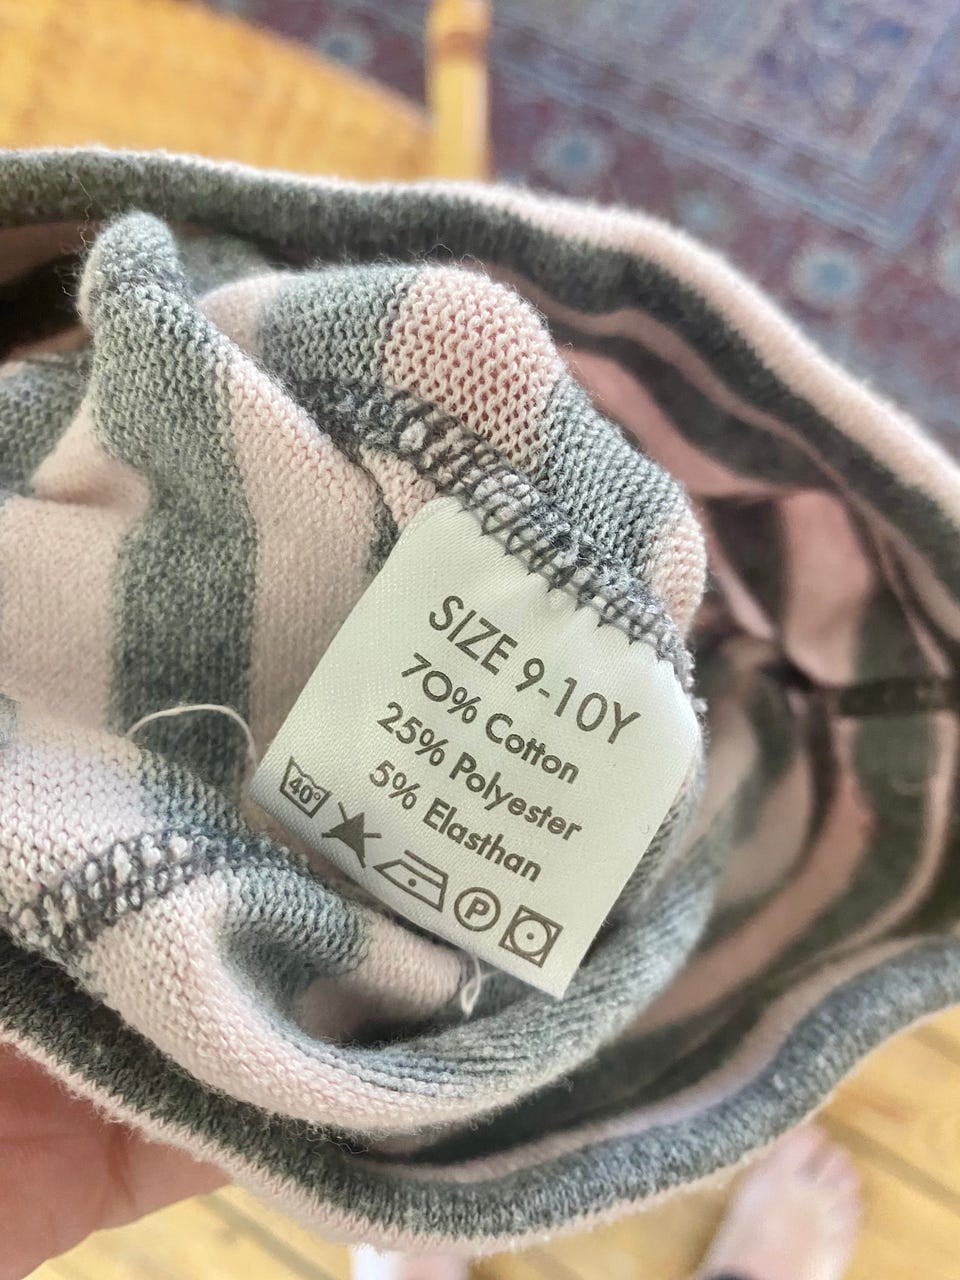 SIZE 9-10Y
70% Cotton
25% Polyester
5% Elasthan
40° P